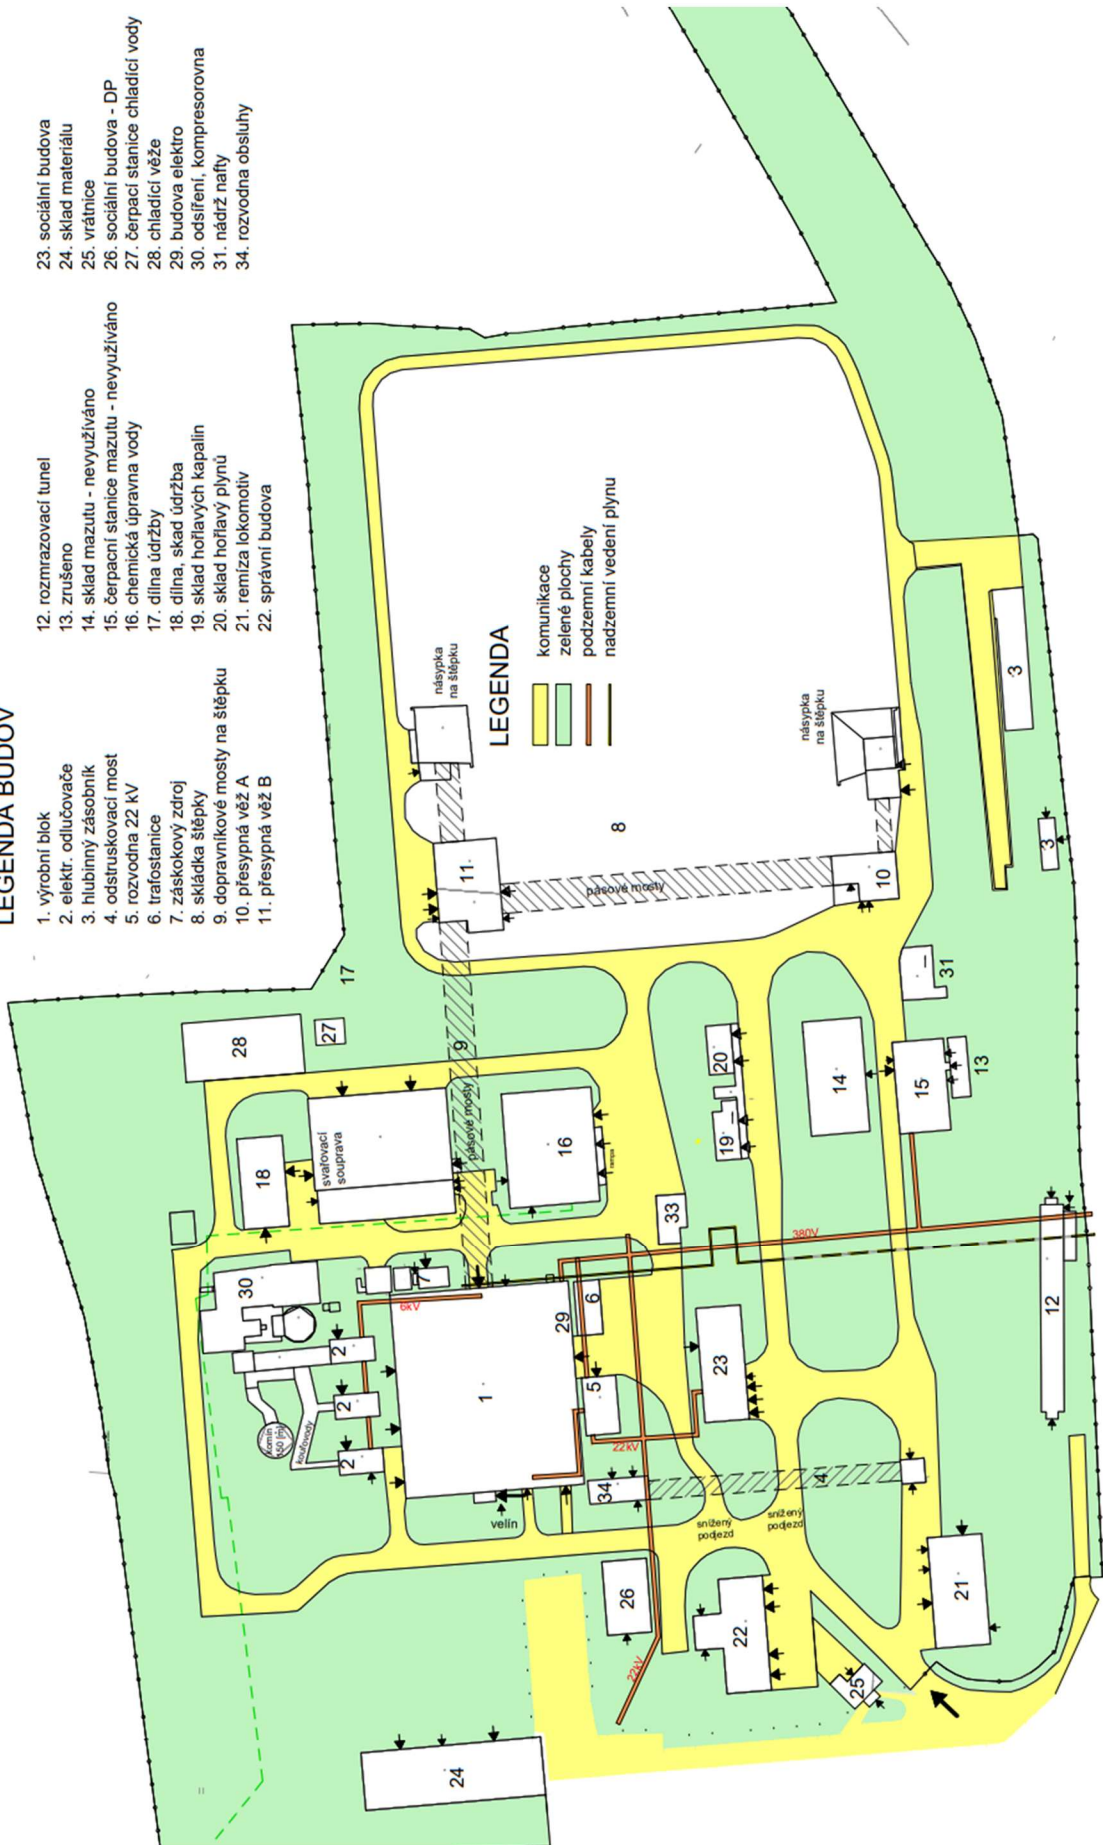 LEGENDA BUDOV
1. výrobní blok
2. elektr. odlučovače
3. hlubinný zásobník
4. odstruskovací most
5. rozvodna 22 kV
6. trafostanice
7. záskokový zdroj
8. skládka štěpky
9. dopravníkové mosty na štěpku
10. přesypná věž A
11. přesypná věž B
12. rozmrazovací tunel
13. zrušeno
14. sklad mazutu - nevyužíváno
15. čerpacní stanice mazutu - nevyužíváno
16. chemická úpravna vody
17. dílna údržby
18. dílna, skad údržba
19. sklad hořlavých kapalin
20. sklad hořlavý plynů
21. remíza lokomotiv
22. správní budova
23. sociální budova
24. sklad materiálu
25. vrátnice
26. sociální budova - DP
27. čerpací stanice chladící vody
28. chladící věže
29. budova elektro
30. odsíření, kompresorovna
31. nádrž nafty
34. rozvodna obsluhy
LEGENDA
komunikace
zelené plochy
podzemní kabely
nadzemní vedení plynu
násypka
na štěpku
násypka
na štěpku
8
11
10
pásové mosty
3
3
17
28
27
9
pásové mosty
svařovací
souprava
18
16
rampa
20
19
14
31
15
13
33
30
7
6kV
2
2
2
komín
kouřovody
1
29
6
5
380V
12
23
22kV
34
4
velín
snížený
podjezd
snížený
podjezd
26
22kV
22
21
25
24